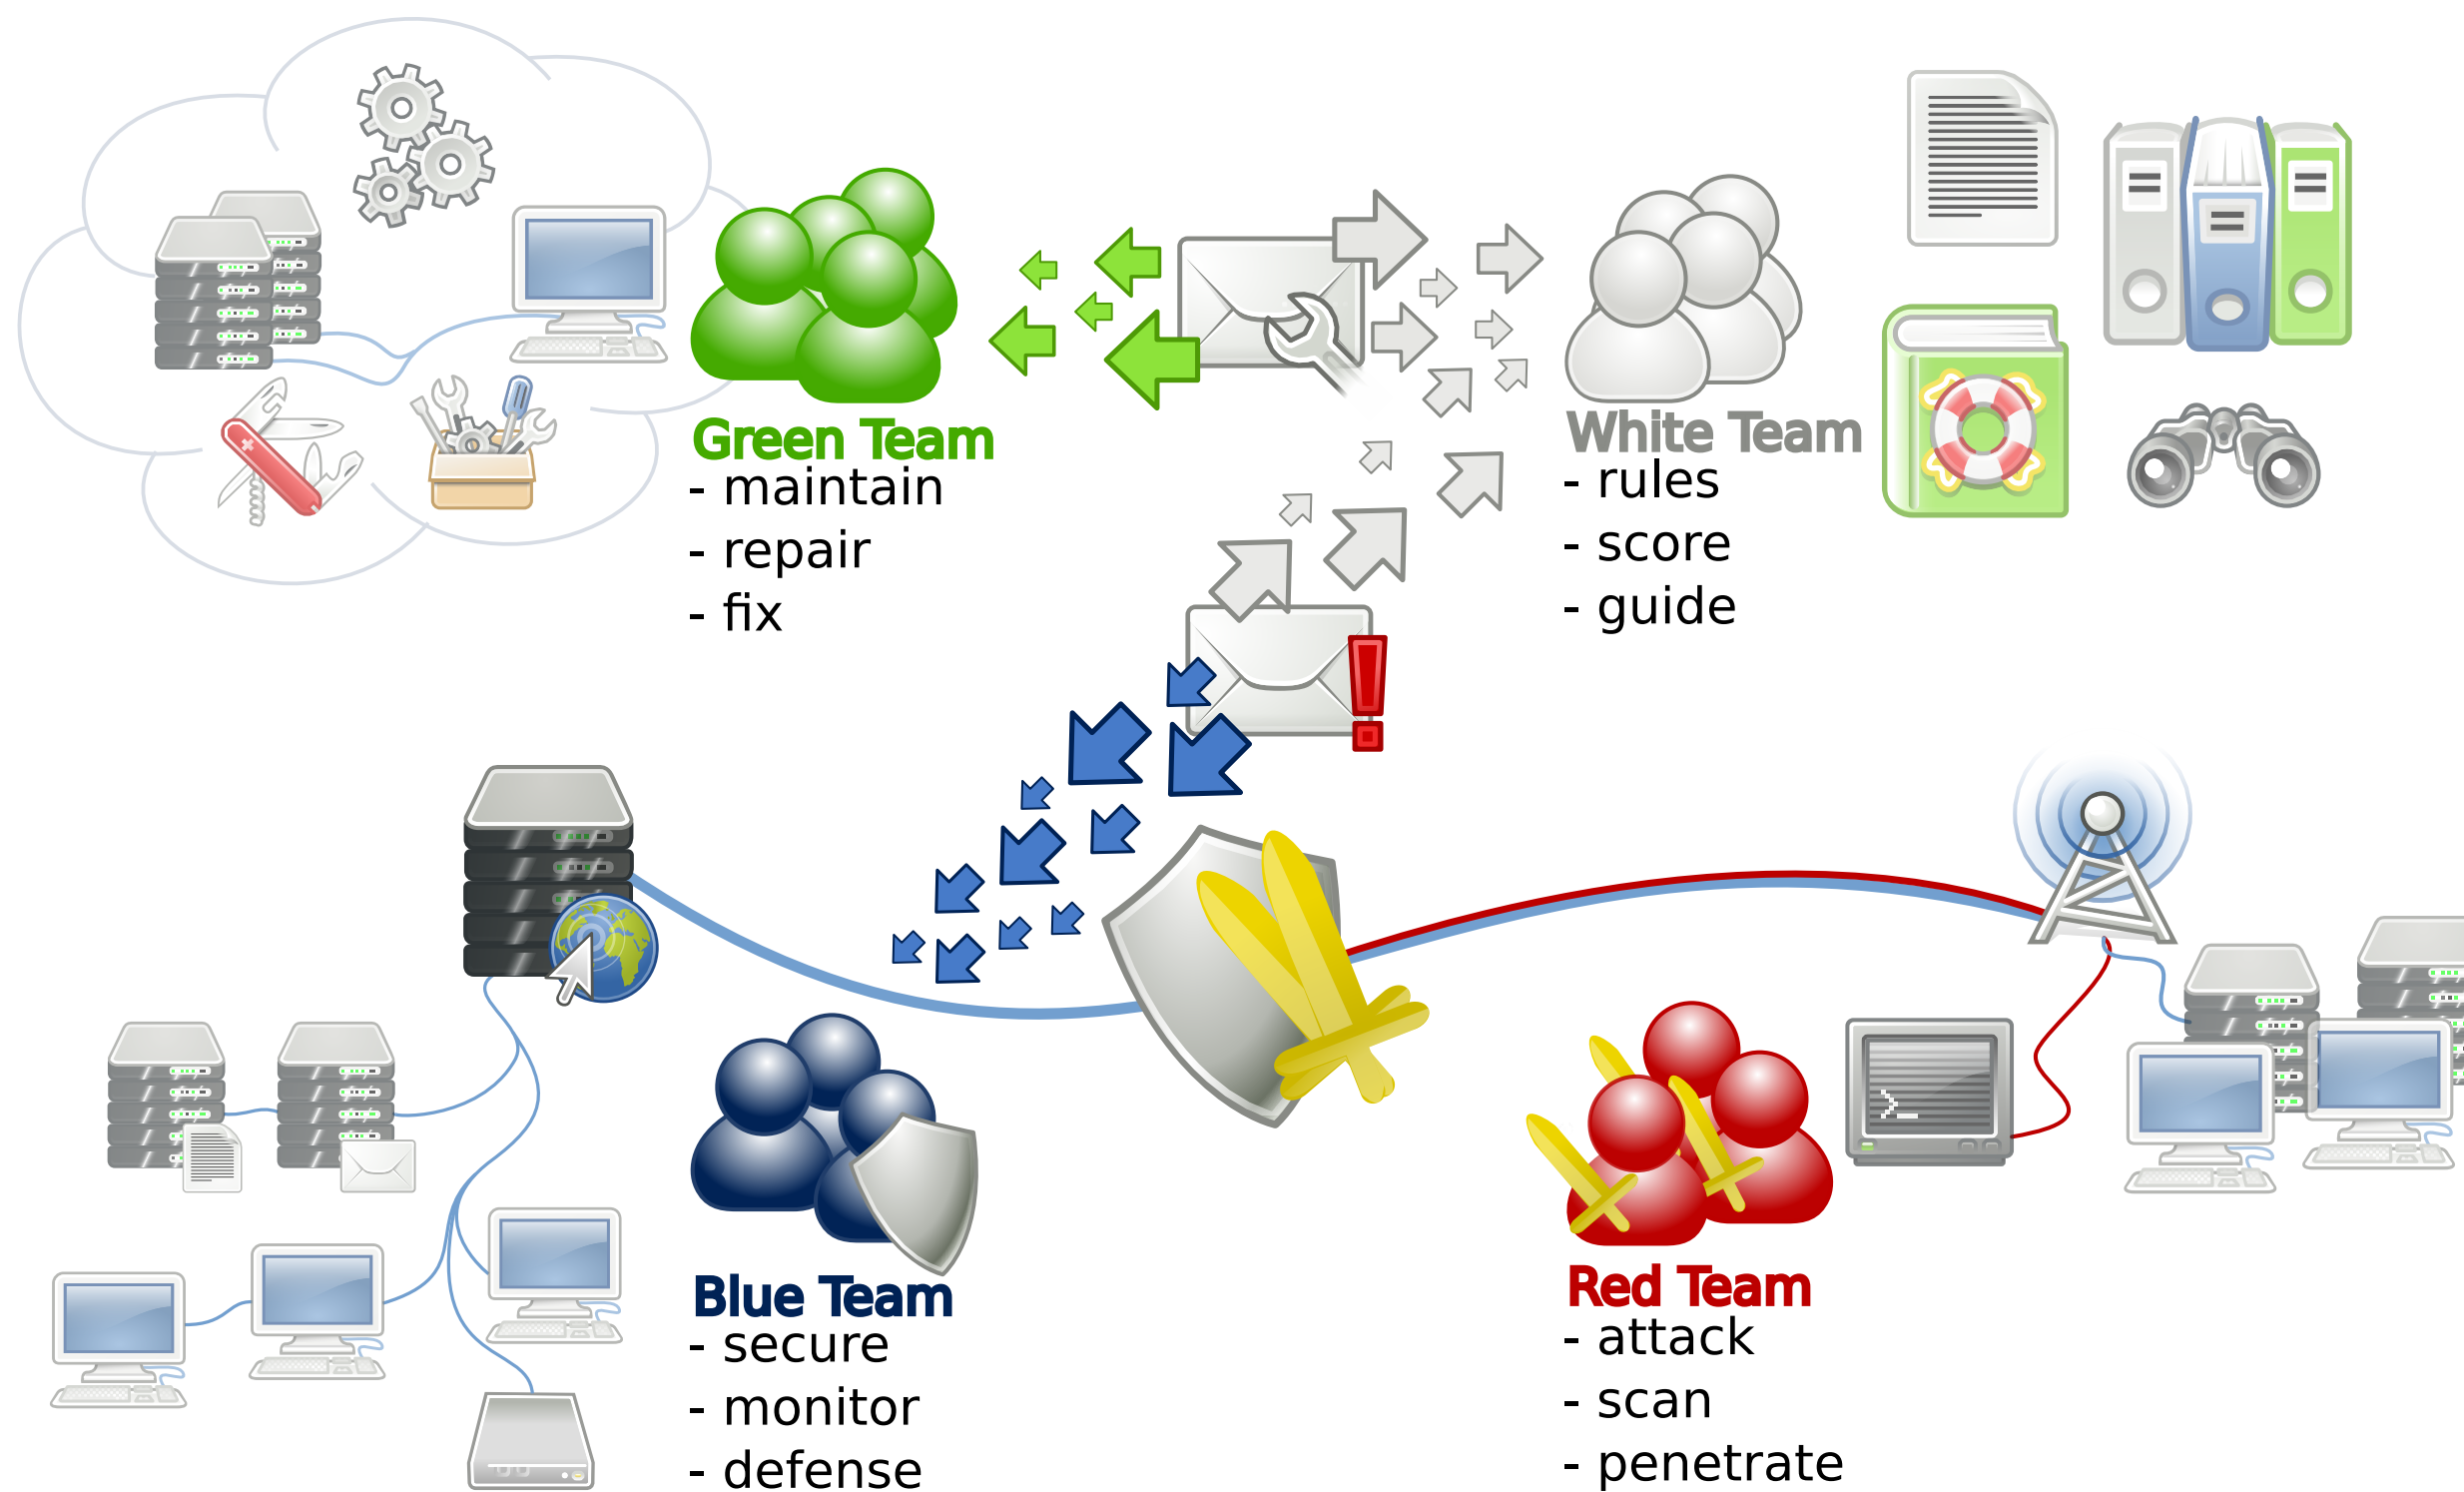 Green Team
- maintain
- repair
- fix
White Team
- rules
- score
- guide
Blue Team
- secure
- monitor
- defense
Red Team
- attack
- scan
- penetrate